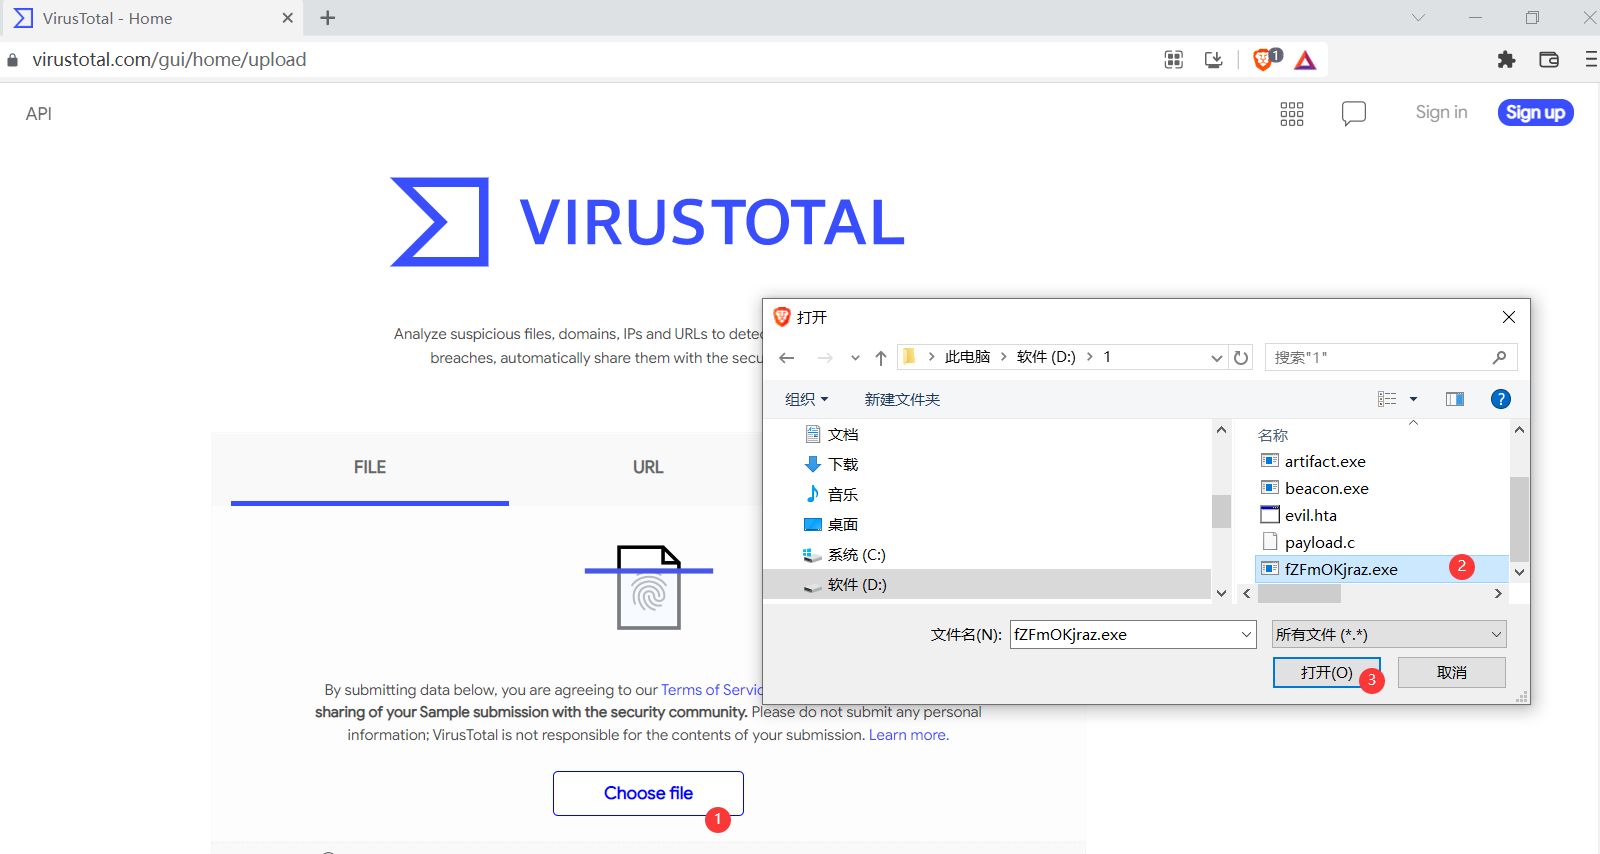 VirusTotal - Home
virustotal.com/gui/home/upload
1
API
Sign in
Sign up
VIRUSTOTAL
Analyze suspicious files, domains, IPs and URLs to detec
breaches, automatically share them with the secu
FILE
URL
By submitting data below, you are agreeing to our Terms of Servic
sharing of your Sample submission with the security community. Please do not submit any personal
information; VirusTotal is not responsible for the contents of your submission. Learn more.
Choose file
1
打开
此电脑 > 软件 (D:) > 1
搜索"1"
组织
新建文件夹
?
文档
下载
音乐
桌面
系统 (C:)
软件 (D:)
名称
artifact.exe
beacon.exe
evil.hta
payload.c
fZFmOKjraz.exe
2
文件名(N):
fZFmOKjraz.exe
所有文件 (*.*)
打开(O)
3
取消